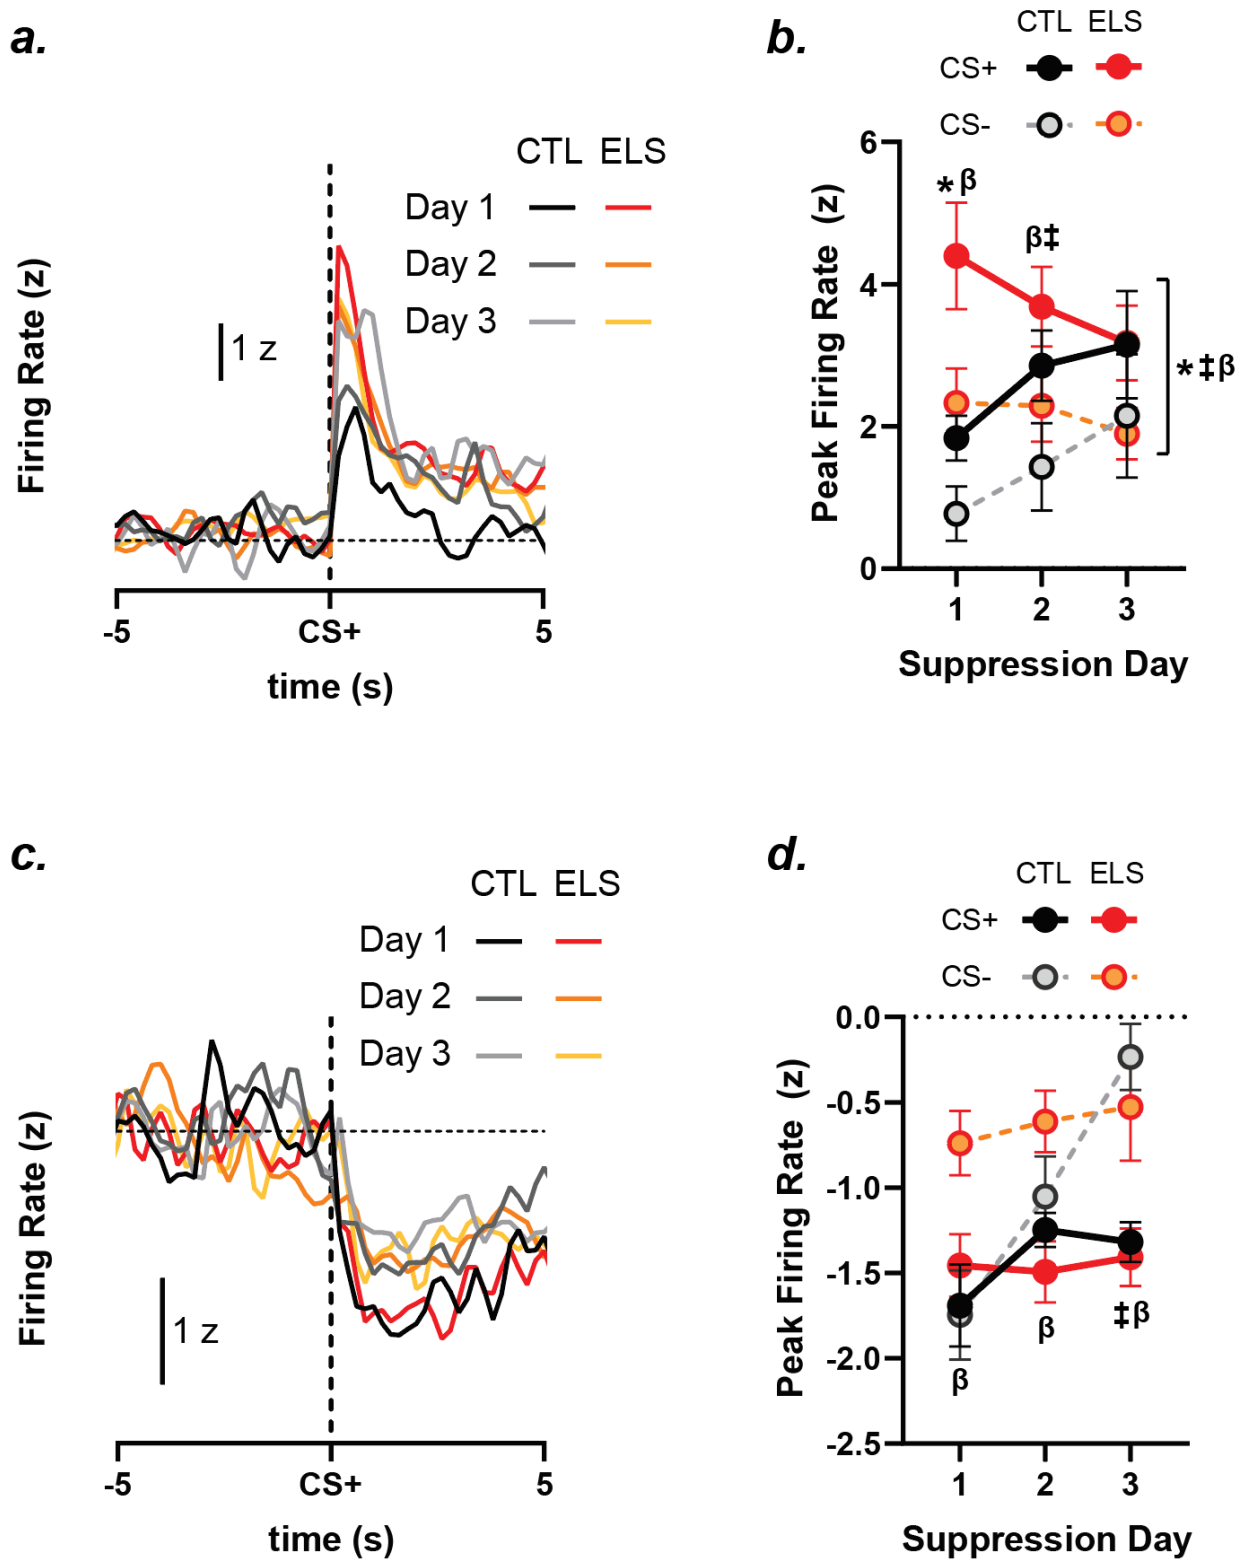 a.
CTL ELS
Day 1
Day 2
Day 3
1 z
Firing Rate (z)
-5 CS+ 5
time (s)
b.
CTL ELS
CS+
CS-
6
4
2
0
*β
β‡
*‡β
Peak Firing Rate (z)
1 2 3
Suppression Day
c.
CTL ELS
Day 1
Day 2
Day 3
1 z
Firing Rate (z)
-5 CS+ 5
time (s)
d.
CTL ELS
CS+
CS-
0.0
-0.5
-1.0
-1.5
-2.0
-2.5
β
β
‡β
Peak Firing Rate (z)
1 2 3
Suppression Day